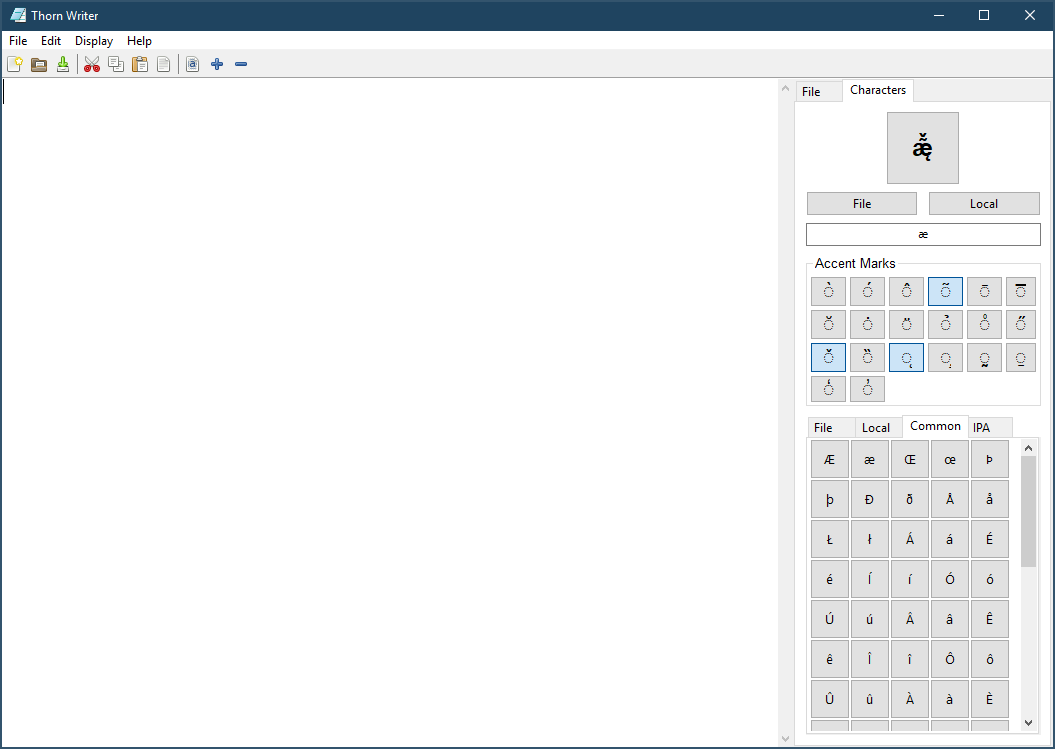 Thorn Writer
File Edit Display Help
File Characters
æ̨̃̌
File Local
æ
Accent Marks
◌̀ ◌́ ◌̂ ◌̃ ◌̄ ◌̅
◌̆ ◌̇ ◌̈ ◌̉ ◌̊ ◌̋
◌̌ ◌̏ ◌̨ ◌̩ ◌̰ ◌̱
◌̒ ◌̓
File Local Common IPA
Æ æ Œ œ Þ
þ Ð ð Å å
Ł ł Á á É
é Í í Ó ó
Ú ú Â â Ê
ê Î î Ô ô
Û û À à È